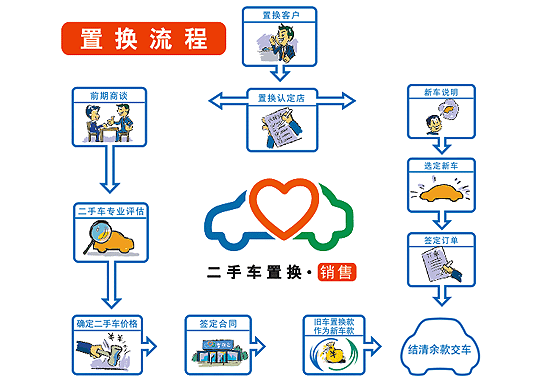 置换流程
置换客户
置换认定店
前期商谈
二手车专业评估
确定二手车价格
签定合同
旧车置换款
作为新车款
新车说明
选定新车
签定订单
结清余款交车
二手车置换·销售